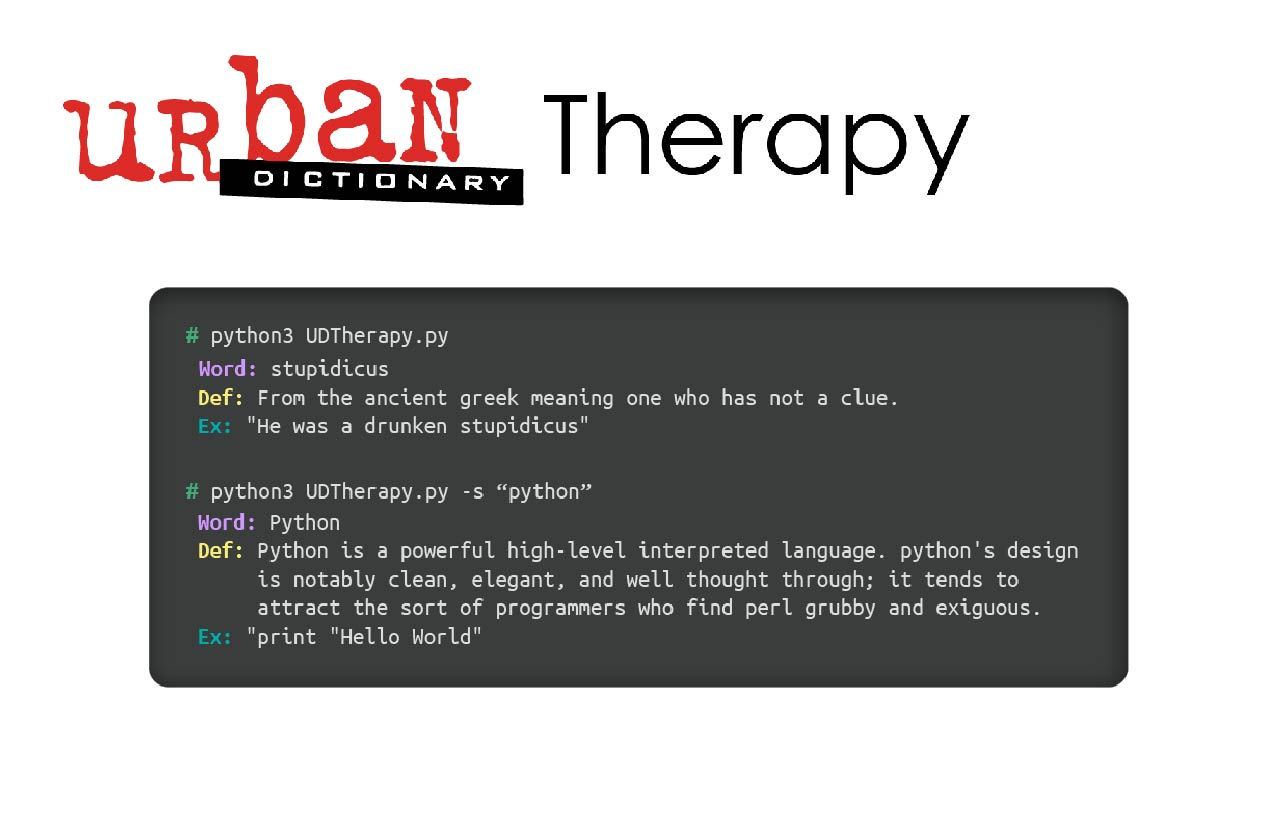 urban Therapy
DICTIONARY
# python3 UDTherapy.py
Word: stupidicus
Def: From the ancient greek meaning one who has not a clue.
Ex: "He was a drunken stupidicus"
# python3 UDTherapy.py -s “python”
Word: Python
Def: Python is a powerful high-level interpreted language. python's design
is notably clean, elegant, and well thought through; it tends to
attract the sort of programmers who find perl grubby and exiguous.
Ex: "print "Hello World"